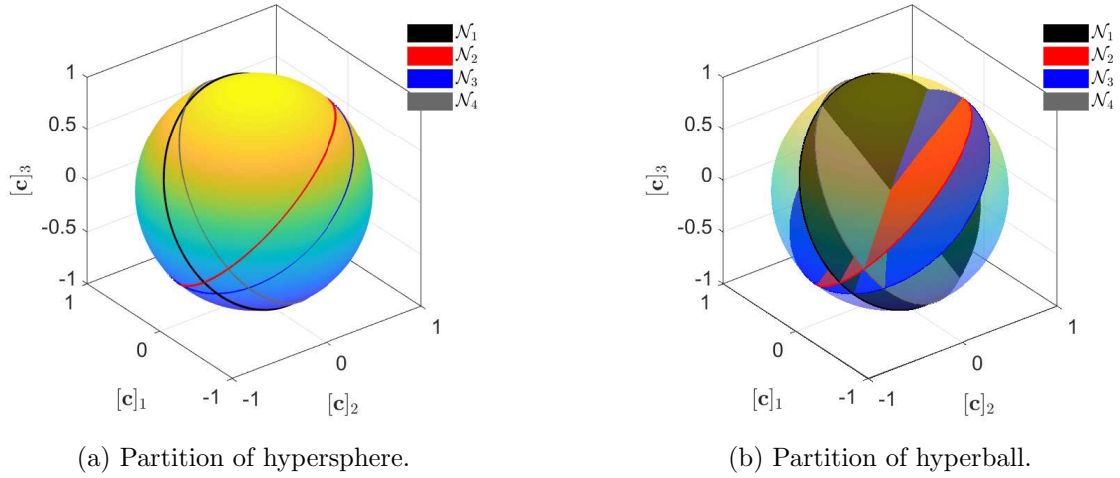 𝒩₁
𝒩₂
𝒩₃
𝒩₄
1
0.5
0
-0.5
-1
[c]₃
1
0
-1
[c]₁
-1
0
1
[c]₂
(a) Partition of hypersphere.
𝒩₁
𝒩₂
𝒩₃
𝒩₄
1
0.5
0
-0.5
-1
[c]₃
1
0
-1
[c]₁
-1
0
1
[c]₂
(b) Partition of hyperball.